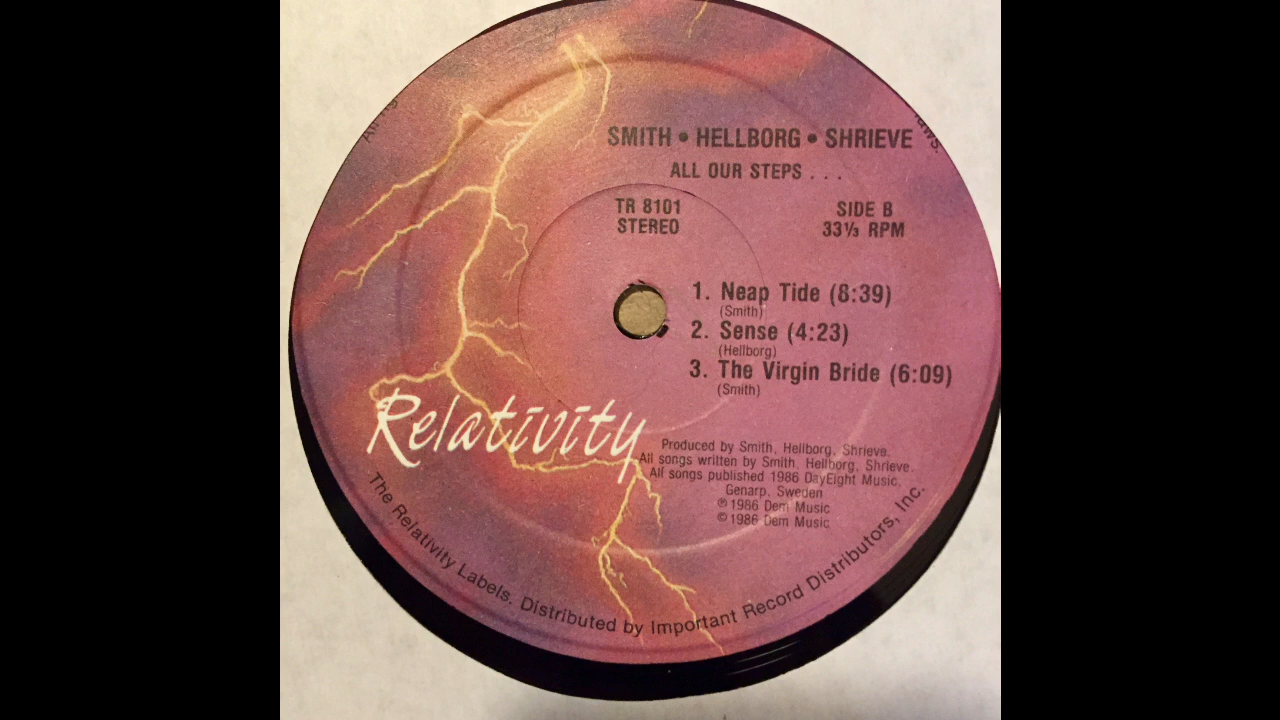 SMITH • HELLBORG • SHRIEVE
ALL OUR STEPS . . .
TR 8101
STEREO
SIDE B
33⅓ RPM
1. Neap Tide (8:39)
(Smith)
2. Sense (4:23)
(Hellborg)
3. The Virgin Bride (6:09)
(Smith)
Relativity
Produced by Smith, Hellborg, Shrieve.
All songs written by Smith, Hellborg, Shrieve.
All songs published 1986 DayEight Music,
Genarp, Sweden
℗ 1986 Dem Music
© 1986 Dem Music
The Relativity Labels. Distributed by Important Record Distributors, Inc.